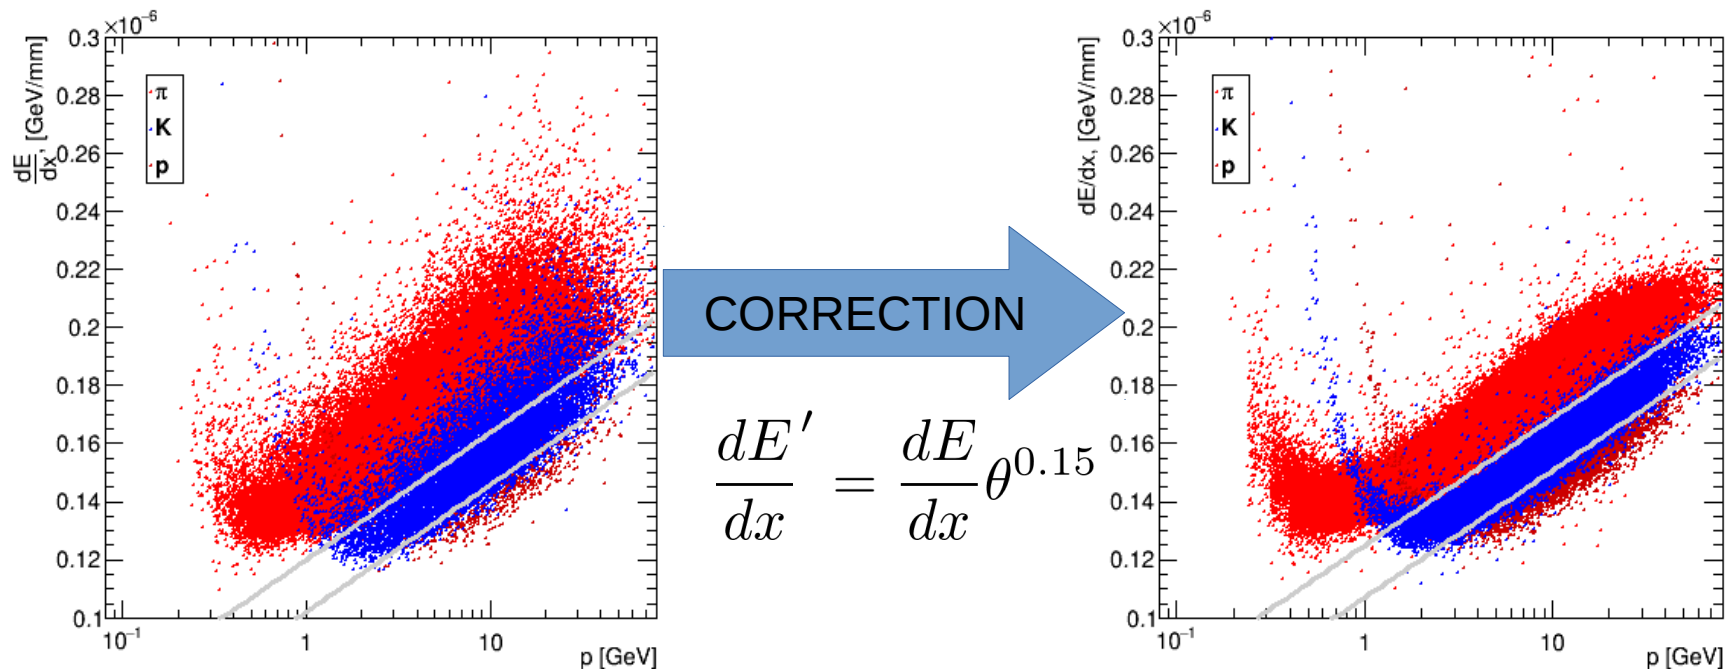 ×10⁻⁶
dE/dx, [GeV/mm]
0.3
0.28
0.26
0.24
0.22
0.2
0.18
0.16
0.14
0.12
0.1
π
K
p
10⁻¹
1
10
p [GeV]
CORRECTION
dE′/dx = dE/dx θ^0.15
×10⁻⁶
dE/dx, [GeV/mm]
0.3
0.28
0.26
0.24
0.22
0.2
0.18
0.16
0.14
0.12
0.1
π
K
p
10⁻¹
1
10
p [GeV]